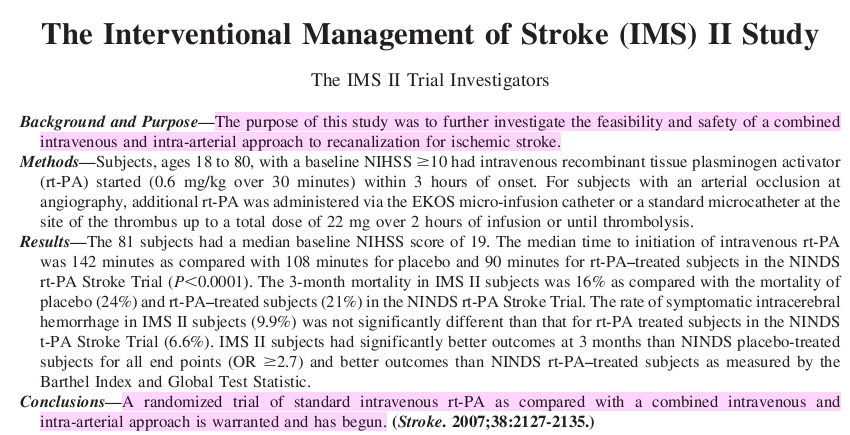 The Interventional Management of Stroke (IMS) II Study
The IMS II Trial Investigators
Background and Purpose—The purpose of this study was to further investigate the feasibility and safety of a combined
intravenous and intra-arterial approach to recanalization for ischemic stroke.
Methods—Subjects, ages 18 to 80, with a baseline NIHSS ≥10 had intravenous recombinant tissue plasminogen activator
(rt-PA) started (0.6 mg/kg over 30 minutes) within 3 hours of onset. For subjects with an arterial occlusion at
angiography, additional rt-PA was administered via the EKOS micro-infusion catheter or a standard microcatheter at the
site of the thrombus up to a total dose of 22 mg over 2 hours of infusion or until thrombolysis.
Results—The 81 subjects had a median baseline NIHSS score of 19. The median time to initiation of intravenous rt-PA
was 142 minutes as compared with 108 minutes for placebo and 90 minutes for rt-PA–treated subjects in the NINDS
rt-PA Stroke Trial (P<0.0001). The 3-month mortality in IMS II subjects was 16% as compared with the mortality of
placebo (24%) and rt-PA–treated subjects (21%) in the NINDS rt-PA Stroke Trial. The rate of symptomatic intracerebral
hemorrhage in IMS II subjects (9.9%) was not significantly different than that for rt-PA treated subjects in the NINDS
t-PA Stroke Trial (6.6%). IMS II subjects had significantly better outcomes at 3 months than NINDS placebo-treated
subjects for all end points (OR ≥2.7) and better outcomes than NINDS rt-PA–treated subjects as measured by the
Barthel Index and Global Test Statistic.
Conclusions—A randomized trial of standard intravenous rt-PA as compared with a combined intravenous and
intra-arterial approach is warranted and has begun. (Stroke. 2007;38:2127-2135.)